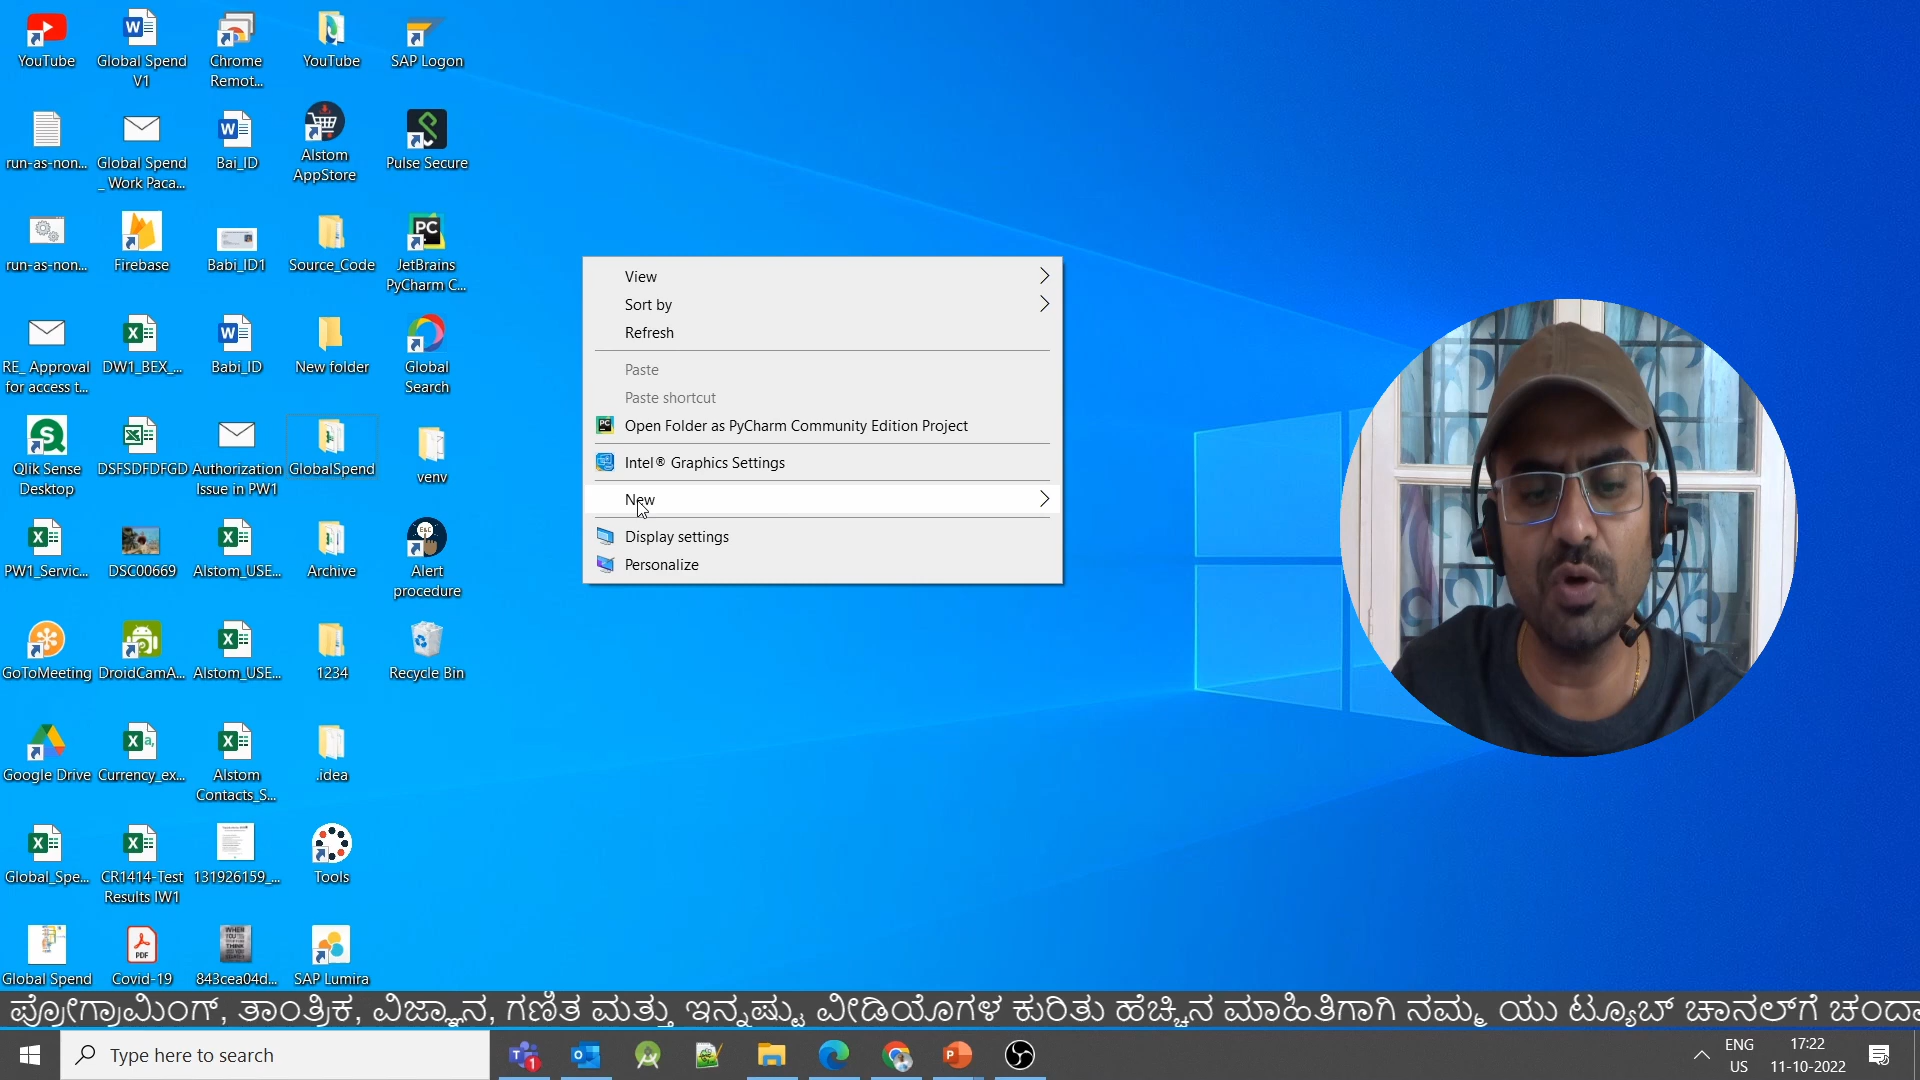 YouTube
Global Spend
V1
Chrome
Remot...
YouTube
SAP Logon
run-as-non...
Global Spend
_ Work Paca...
Bai_ID
Alstom
AppStore
Pulse Secure
run-as-non...
Firebase
Babi_ID1
Source_Code
JetBrains
PyCharm C...
RE_ Approval
for access t...
DW1_BEX_...
Babi_ID
New folder
Global
Search
Qlik Sense
Desktop
DSFSDFDFGD
Authorization
Issue in PW1
GlobalSpend
venv
PW1_Servic...
DSC00669
Alstom_USE...
Archive
Alert
procedure
GoToMeeting
DroidCamA...
Alstom_USE...
1234
Recycle Bin
Google Drive
Currency_ex...
Alstom
Contacts_S...
.idea
Global_Spe...
CR1414-Test
Results IW1
131926159_...
Tools
Global Spend
Covid-19
843cea04d...
SAP Lumira
View
Sort by
Refresh
Paste
Paste shortcut
Open Folder as PyCharm Community Edition Project
Intel® Graphics Settings
New
Display settings
Personalize
ಪ್ರೋಗ್ರಾಮಿಂಗ್, ತಾಂತ್ರಿಕ, ವಿಜ್ಞಾನ, ಗಣಿತ ಮತ್ತು ಇನ್ನಷ್ಟು ವೀಡಿಯೊಗಳ ಕುರಿತು ಹೆಚ್ಚಿನ ಮಾಹಿತಿಗಾಗಿ ನಮ್ಮ ಯು ಟ್ಯೂಬ್ ಚಾನಲ್‌ಗೆ ಚಂದಾ
Type here to search
ENG
US
17:22
11-10-2022